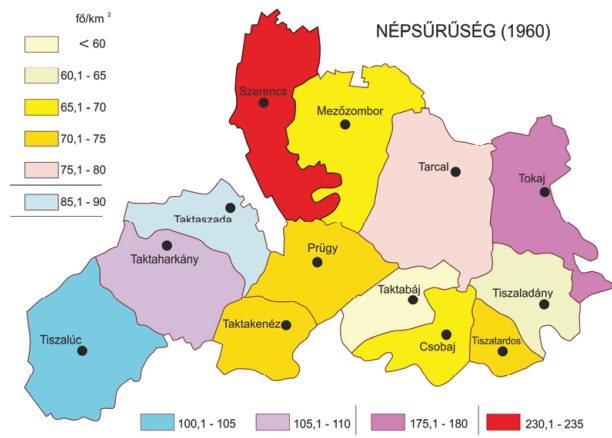 fő/km²
NÉPSŰRŰSÉG (1960)
< 60
60,1 - 65
65,1 - 70
70,1 - 75
75,1 - 80
85,1 - 90
Szerencs
Mezőzombor
Tarcal
Tokaj
Taktaszada
Taktaharkány
Prügy
Taktabáj
Tiszaladány
Taktakenéz
Tiszalúc
Csobaj
Tiszatardos
100,1 - 105
105,1 - 110
175,1 - 180
230,1 - 235